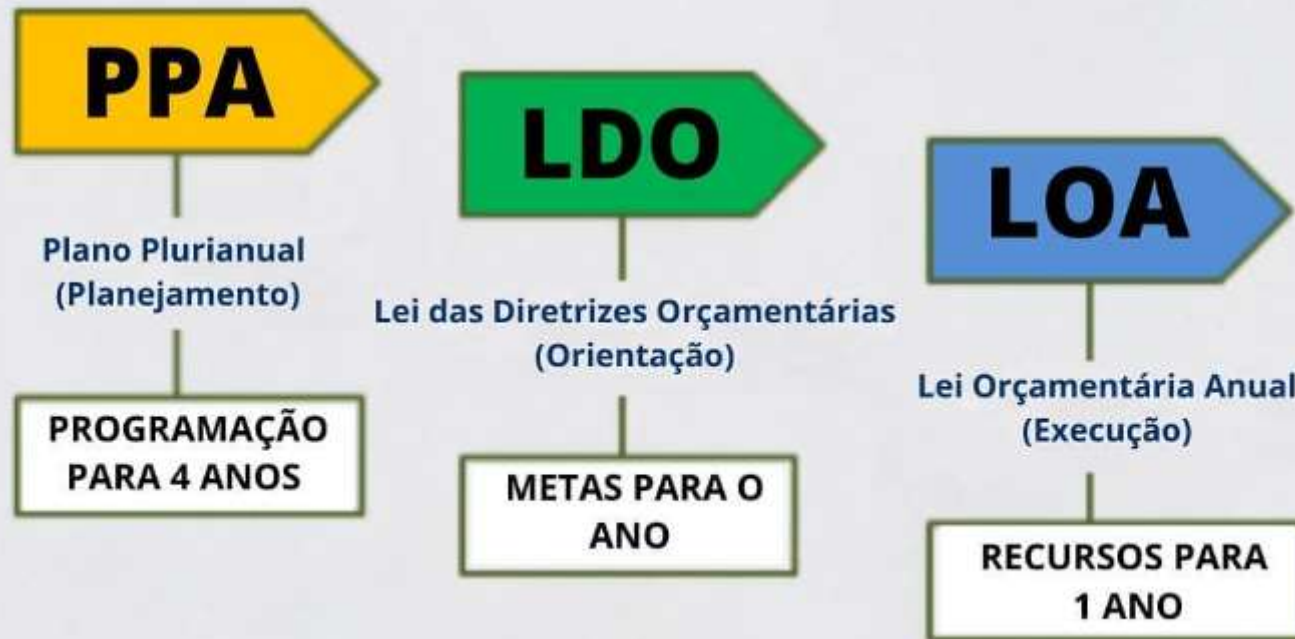 PPA
Plano Plurianual
(Planejamento)
PROGRAMAÇÃO
PARA 4 ANOS
LDO
Lei das Diretrizes Orçamentárias
(Orientação)
METAS PARA O
ANO
LOA
Lei Orçamentária Anual
(Execução)
RECURSOS PARA
1 ANO